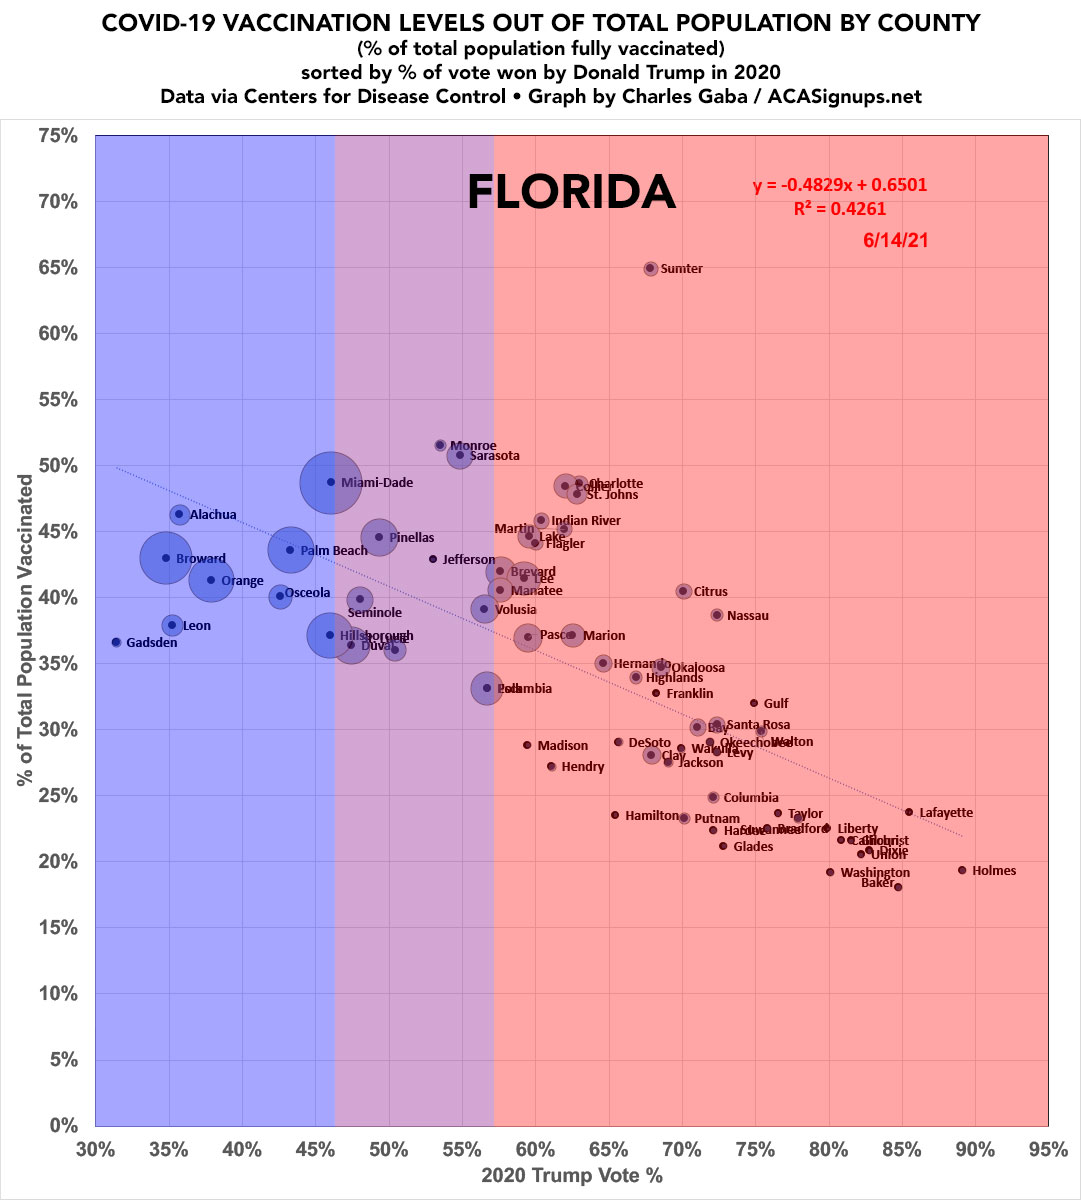 COVID-19 VACCINATION LEVELS OUT OF TOTAL POPULATION BY COUNTY
(% of total population fully vaccinated)
sorted by % of vote won by Donald Trump in 2020
Data via Centers for Disease Control • Graph by Charles Gaba / ACASignups.net
FLORIDA
y = -0.4829x + 0.6501
R² = 0.4261
6/14/21
% of Total Population Vaccinated
75%
70%
65%
60%
55%
50%
45%
40%
35%
30%
25%
20%
15%
10%
5%
0%
Sumter
Monroe
Sarasota
Miami-Dade
Charlotte
Collier
St. Johns
Alachua
Indian River
Martin
Lake
Pinellas
Flagler
Palm Beach
Broward
Jefferson
Orange
Brevard
Lee
Osceola
Manatee
Citrus
Seminole
Volusia
Nassau
Leon
Gadsden
Hillsborough
Duval
Pasco
Marion
Hernando
Okaloosa
Highlands
Polk
Franklin
Gulf
Bay
Santa Rosa
Walton
Madison
DeSoto
Wakulla
Okeechobee
Levy
Clay
Jackson
Hendry
Columbia
Hamilton
Putnam
Taylor
Lafayette
Hardee
Suwannee
Bradford
Liberty
Glades
Calhoun
Gilchrist
Dixie
Union
Washington
Baker
Holmes
30%
35%
40%
45%
50%
55%
60%
65%
70%
75%
80%
85%
90%
95%
2020 Trump Vote %